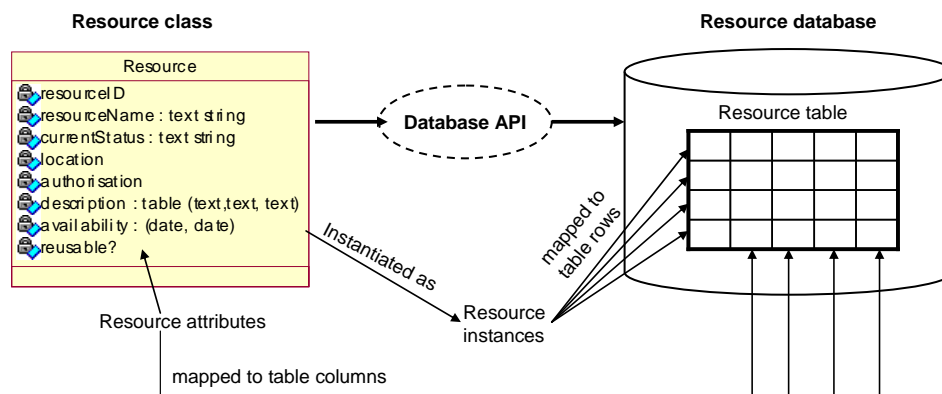 Resource class
Resource database
Resource
resourceID
resourceName : text string
currentStatus : text string
location
authorisation
description : table (text,text, text)
availability : (date, date)
reusable?
Database API
Resource table
Instantiated as
mapped to
table rows
Resource
instances
Resource attributes
mapped to table columns